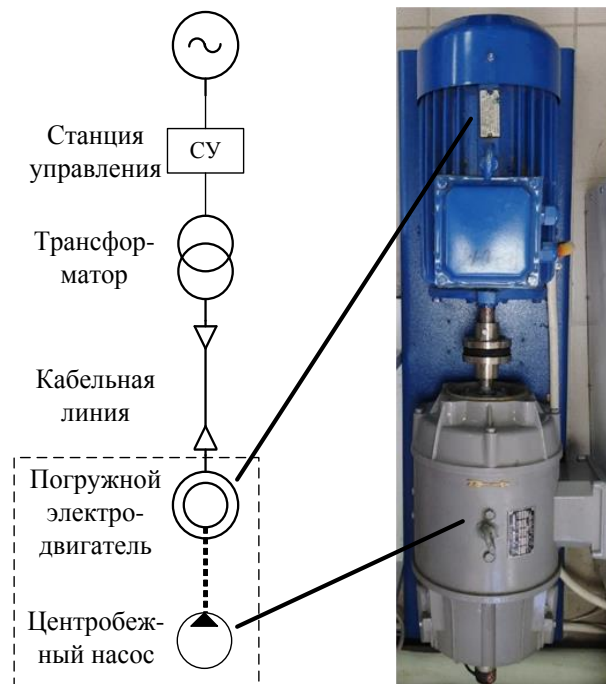 Станция
управления
СУ
Трансфор-
матор
Кабельная
линия
Погружной
электро-
двигатель
Центробеж-
ный насос